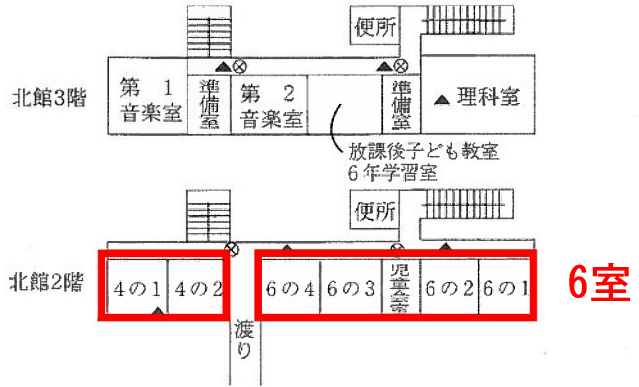 便所
北館3階
第1
音楽室
準備室
第2
音楽室
準備室
理科室
放課後子ども教室
6年学習室
便所
北館2階
4の1
4の2
6の4
6の3
児童会室
6の2
6の1
6室
渡り